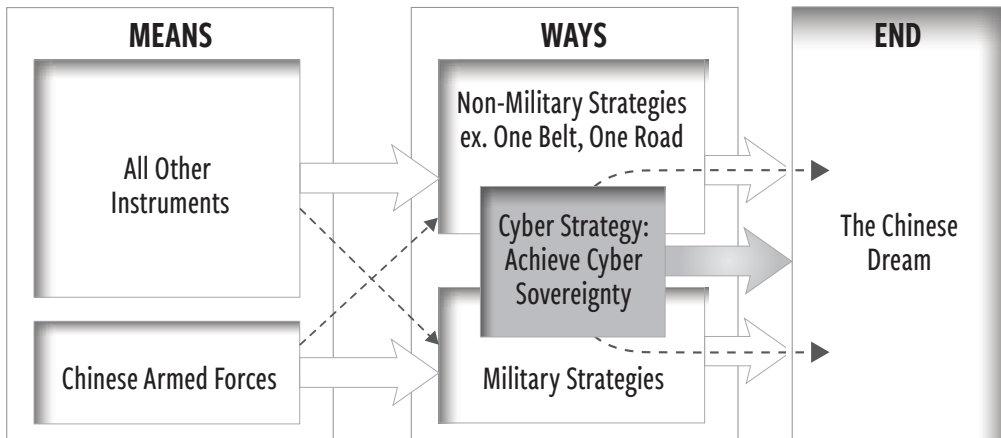 MEANS
All Other
Instruments
Chinese Armed Forces
WAYS
Non-Military Strategies
ex. One Belt, One Road
Cyber Strategy:
Achieve Cyber
Sovereignty
Military Strategies
END
The Chinese
Dream